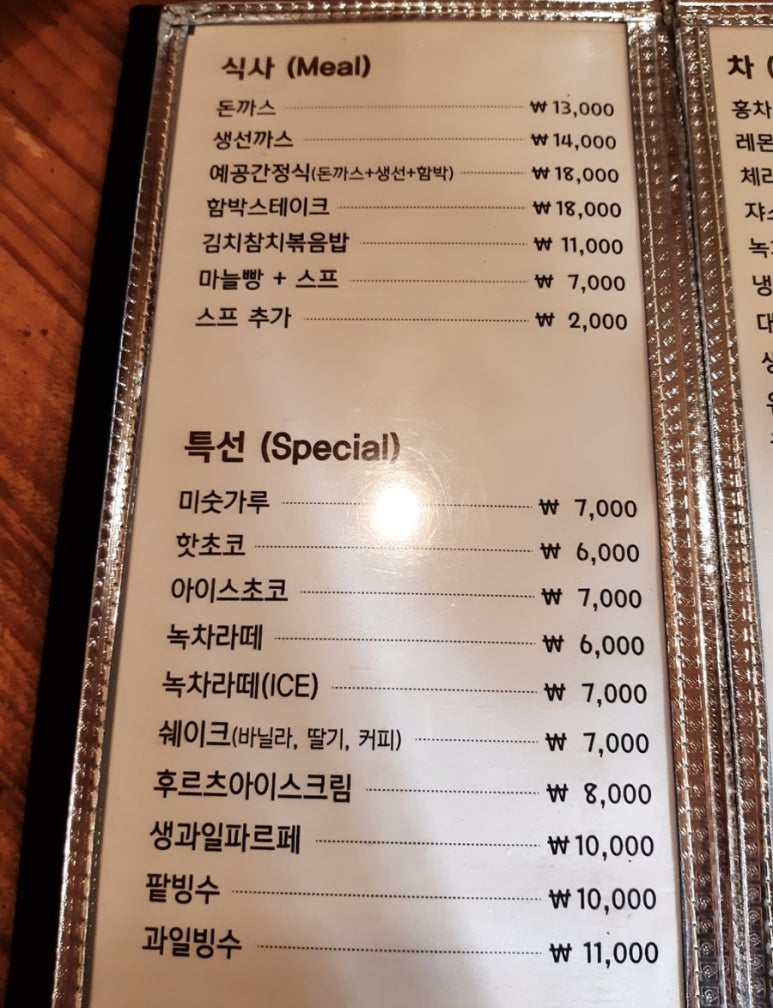 식사 (Meal)
돈까스 ₩ 13,000
생선까스 ₩ 14,000
예공간정식(돈까스+생선+함박) ₩ 18,000
함박스테이크 ₩ 18,000
김치참치볶음밥 ₩ 11,000
마늘빵 + 스프 ₩ 7,000
스프 추가 ₩ 2,000
특선 (Special)
미숫가루 ₩ 7,000
핫초코 ₩ 6,000
아이스초코 ₩ 7,000
녹차라떼 ₩ 6,000
녹차라떼(ICE) ₩ 7,000
쉐이크(바닐라, 딸기, 커피) ₩ 7,000
후르츠아이스크림 ₩ 8,000
생과일파르페 ₩ 10,000
팥빙수 ₩ 10,000
과일빙수 ₩ 11,000
차 (
홍차
레몬